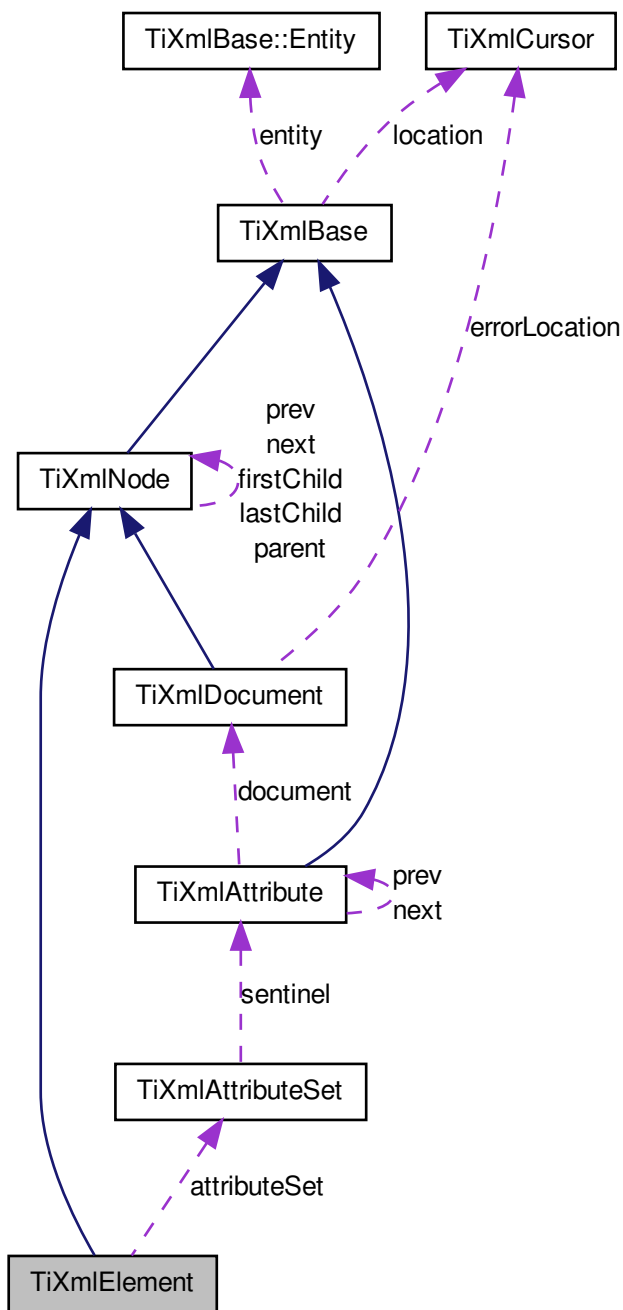 TiXmlBase::Entity
TiXmlCursor
entity
location
TiXmlBase
errorLocation
prev
next
firstChild
lastChild
parent
TiXmlNode
TiXmlDocument
document
TiXmlAttribute
prev
next
sentinel
TiXmlAttributeSet
attributeSet
TiXmlElement